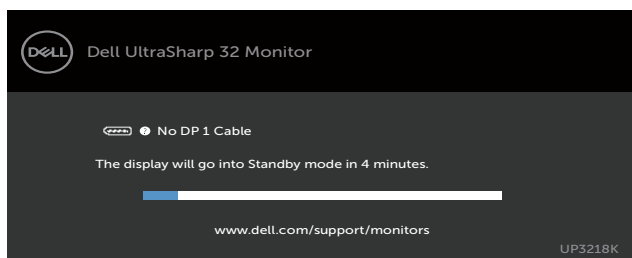 DELL
Dell UltraSharp 32 Monitor
? No DP 1 Cable
The display will go into Standby mode in 4 minutes.
www.dell.com/support/monitors
UP3218K